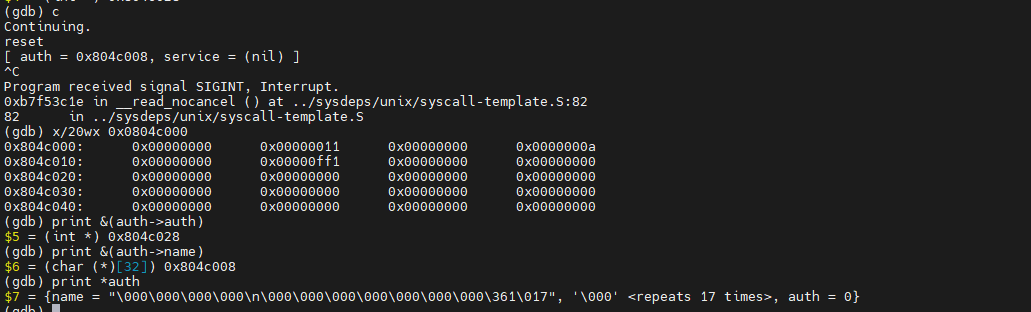 (gdb) c
Continuing.
reset
[ auth = 0x804c008, service = (nil) ]
^C
Program received signal SIGINT, Interrupt.
0xb7f53c1e in __read_nocancel () at ../sysdeps/unix/syscall-template.S:82
82      in ../sysdeps/unix/syscall-template.S
(gdb) x/20wx 0x0804c000
0x804c000:      0x00000000      0x00000011      0x00000000      0x0000000a
0x804c010:      0x00000000      0x00000ff1      0x00000000      0x00000000
0x804c020:      0x00000000      0x00000000      0x00000000      0x00000000
0x804c030:      0x00000000      0x00000000      0x00000000      0x00000000
0x804c040:      0x00000000      0x00000000      0x00000000      0x00000000
(gdb) print &(auth->auth)
$5 = (int *) 0x804c028
(gdb) print &(auth->name)
$6 = (char (*)[32]) 0x804c008
(gdb) print *auth
$7 = {name = "\000\000\000\000\n\000\000\000\000\000\000\000\361\017", '\000' <repeats 17 times>, auth = 0}
(gdb)